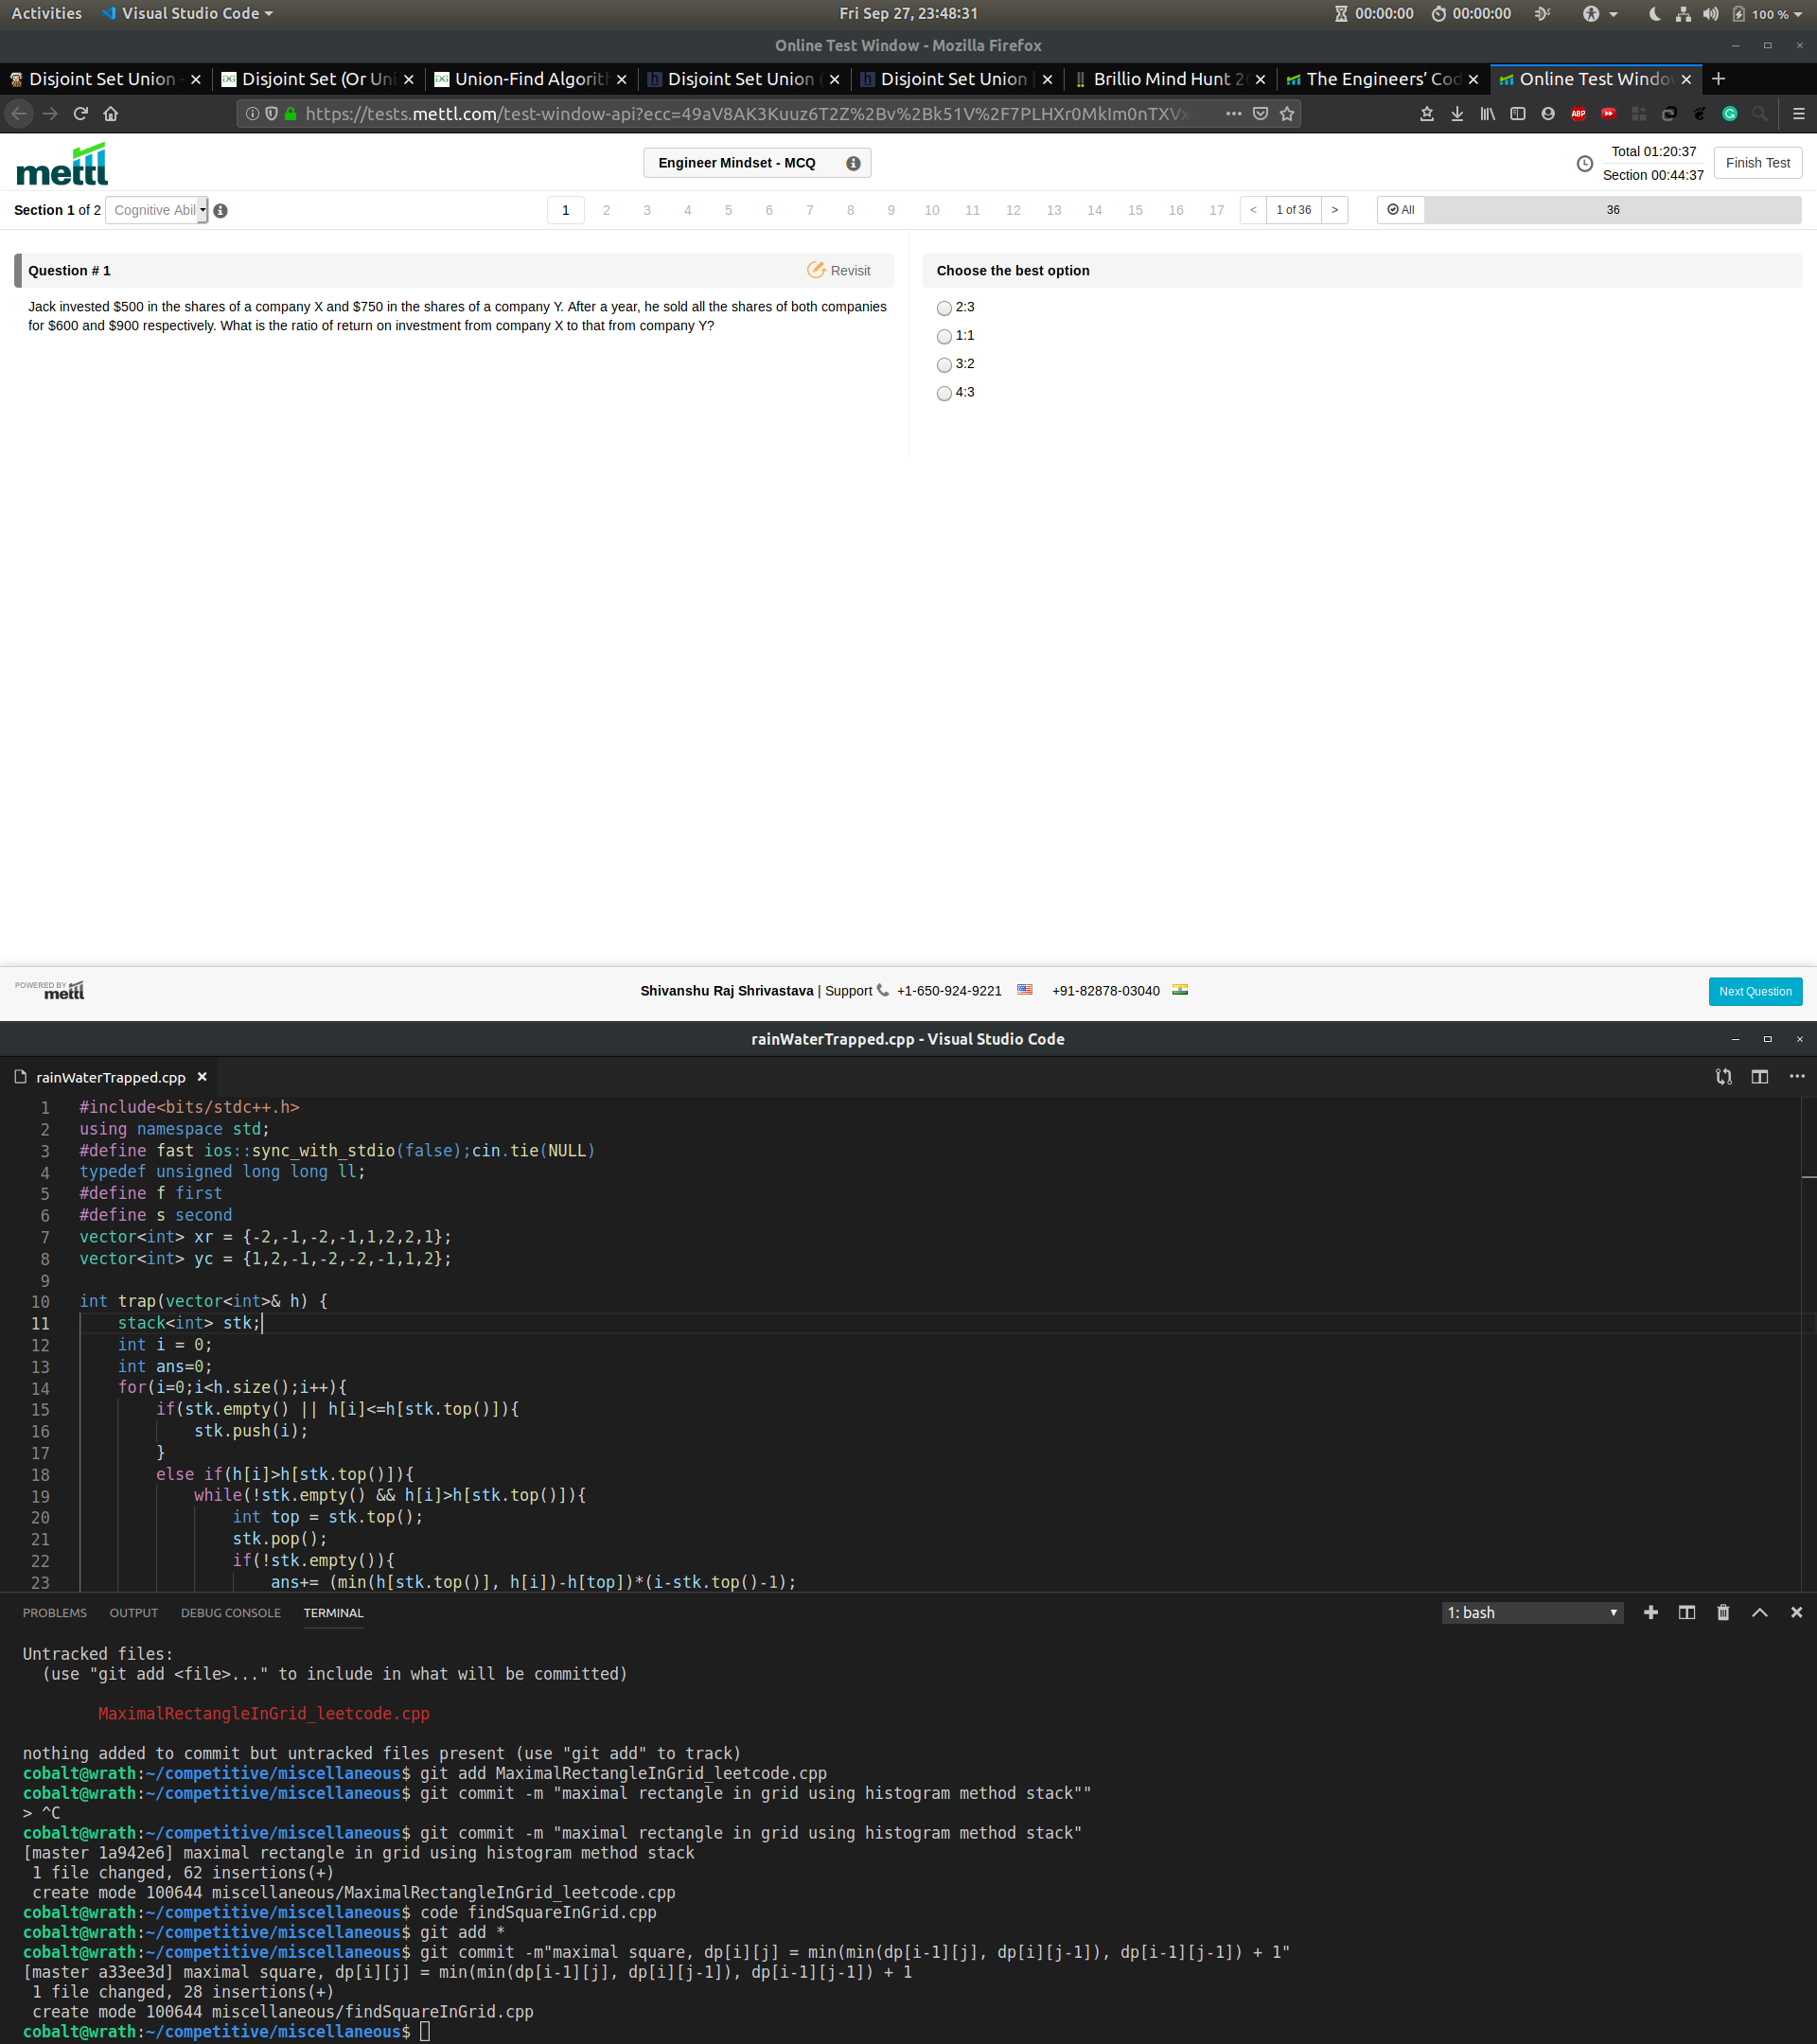 Activities Visual Studio Code Fri Sep 27, 23:48:31 00:00:00 00:00:00 100 %
Online Test Window - Mozilla Firefox
Disjoint Set Union - Disjoint Set (Or Uni Union-Find Algorith Disjoint Set Union ( Disjoint Set Union | Brillio Mind Hunt 20 The Engineers’ Cod Online Test Window
https://tests.mettl.com/test-window-api?ecc=49aV8AK3Kuuz6T2Z%2Bv%2Bk51V%2F7PLHXr0MkIm0nTXVx ABP
mettl Engineer Mindset - MCQ Total 01:20:37 Finish Test
Section 00:44:37
Section 1 of 2 Cognitive Abil 1 2 3 4 5 6 7 8 9 10 11 12 13 14 15 16 17 < 1 of 36 > All 36
Question # 1 Revisit
Jack invested $500 in the shares of a company X and $750 in the shares of a company Y. After a year, he sold all the shares of both companies
for $600 and $900 respectively. What is the ratio of return on investment from company X to that from company Y?
Choose the best option
2:3
1:1
3:2
4:3
POWERED BY mettl Shivanshu Raj Shrivastava | Support +1-650-924-9221 +91-82878-03040 Next Question
rainWaterTrapped.cpp - Visual Studio Code
rainWaterTrapped.cpp
1 #include<bits/stdc++.h>
2 using namespace std;
3 #define fast ios::sync_with_stdio(false);cin.tie(NULL)
4 typedef unsigned long long ll;
5 #define f first
6 #define s second
7 vector<int> xr = {-2,-1,-2,-1,1,2,2,1};
8 vector<int> yc = {1,2,-1,-2,-2,-1,1,2};
9
10 int trap(vector<int>& h) {
11 stack<int> stk;
12 int i = 0;
13 int ans=0;
14 for(i=0;i<h.size();i++){
15 if(stk.empty() || h[i]<=h[stk.top()]){
16 stk.push(i);
17 }
18 else if(h[i]>h[stk.top()]){
19 while(!stk.empty() && h[i]>h[stk.top()]){
20 int top = stk.top();
21 stk.pop();
22 if(!stk.empty()){
23 ans+= (min(h[stk.top()], h[i])-h[top])*(i-stk.top()-1);
PROBLEMS OUTPUT DEBUG CONSOLE TERMINAL 1: bash
Untracked files:
(use "git add <file>..." to include in what will be committed)
MaximalRectangleInGrid_leetcode.cpp
nothing added to commit but untracked files present (use "git add" to track)
cobalt@wrath:~/competitive/miscellaneous$ git add MaximalRectangleInGrid_leetcode.cpp
cobalt@wrath:~/competitive/miscellaneous$ git commit -m "maximal rectangle in grid using histogram method stack""
> ^C
cobalt@wrath:~/competitive/miscellaneous$ git commit -m "maximal rectangle in grid using histogram method stack"
[master 1a942e6] maximal rectangle in grid using histogram method stack
1 file changed, 62 insertions(+)
create mode 100644 miscellaneous/MaximalRectangleInGrid_leetcode.cpp
cobalt@wrath:~/competitive/miscellaneous$ code findSquareInGrid.cpp
cobalt@wrath:~/competitive/miscellaneous$ git add *
cobalt@wrath:~/competitive/miscellaneous$ git commit -m"maximal square, dp[i][j] = min(min(dp[i-1][j], dp[i][j-1]), dp[i-1][j-1]) + 1"
[master a33ee3d] maximal square, dp[i][j] = min(min(dp[i-1][j], dp[i][j-1]), dp[i-1][j-1]) + 1
1 file changed, 28 insertions(+)
create mode 100644 miscellaneous/findSquareInGrid.cpp
cobalt@wrath:~/competitive/miscellaneous$